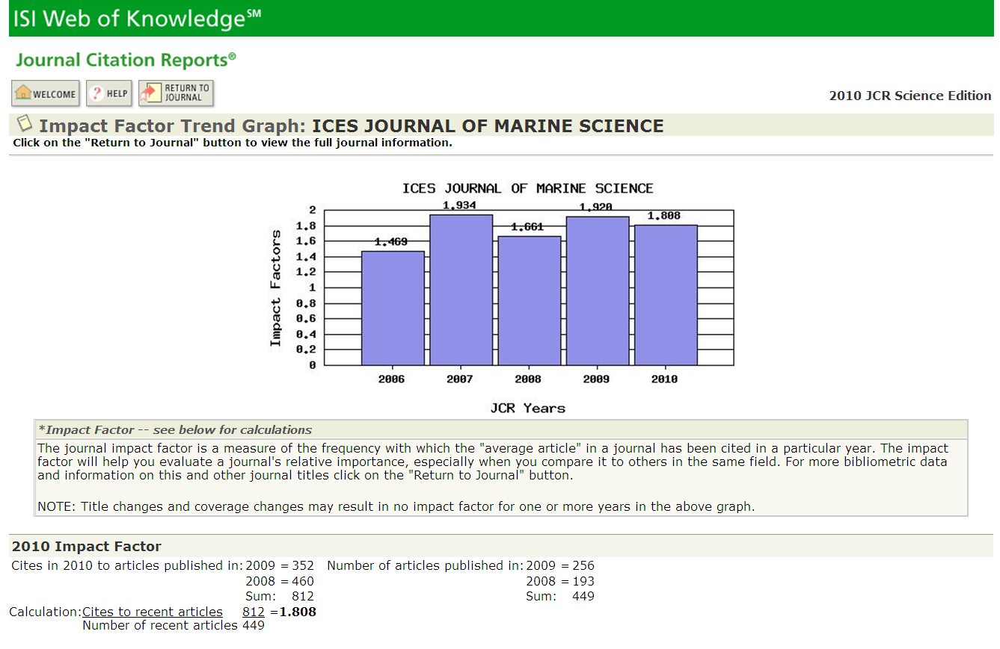 ISI Web of Knowledge℠
Journal Citation Reports®
WELCOME ? HELP RETURN TO JOURNAL
2010 JCR Science Edition
Impact Factor Trend Graph: ICES JOURNAL OF MARINE SCIENCE
Click on the "Return to Journal" button to view the full journal information.
ICES JOURNAL OF MARINE SCIENCE
Impact Factors
2
1.8
1.6
1.4
1.2
1
0.8
0.6
0.4
0.2
0
1.469 1.934 1.661 1.920 1.808
2006 2007 2008 2009 2010
JCR Years
*Impact Factor -- see below for calculations
The journal impact factor is a measure of the frequency with which the "average article" in a journal has been cited in a particular year. The impact
factor will help you evaluate a journal's relative importance, especially when you compare it to others in the same field. For more bibliometric data
and information on this and other journal titles click on the "Return to Journal" button.
NOTE: Title changes and coverage changes may result in no impact factor for one or more years in the above graph.
2010 Impact Factor
Cites in 2010 to articles published in: 2009 = 352 Number of articles published in: 2009 = 256
2008 = 460 2008 = 193
Sum: 812 Sum: 449
Calculation: Cites to recent articles 812 = 1.808
Number of recent articles 449